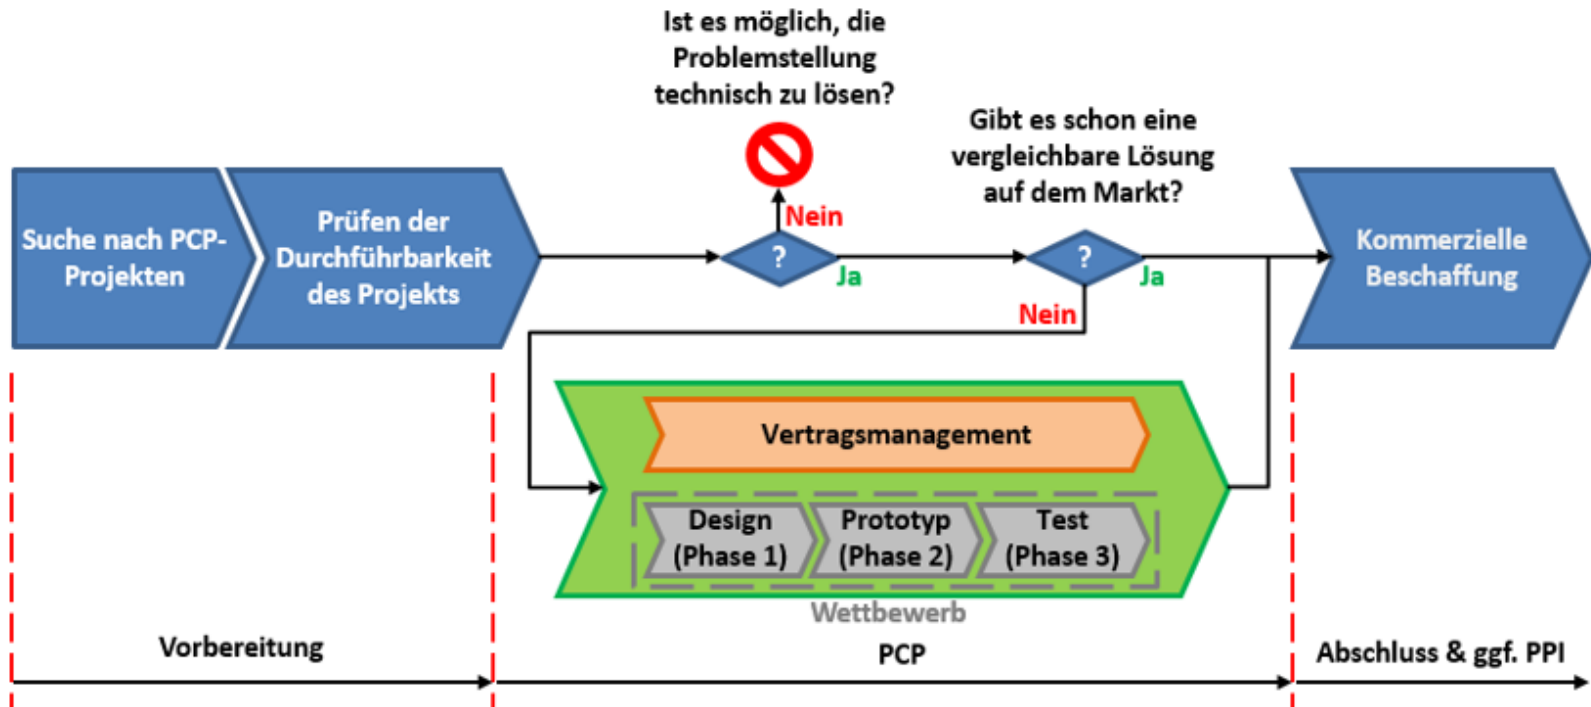 Ist es möglich, die
Problemstellung
technisch zu lösen?
Gibt es schon eine
vergleichbare Lösung
auf dem Markt?
Suche nach PCP-
Projekten
Prüfen der
Durchführbarkeit
des Projekts
Nein
?
Ja
?
Ja
Nein
Kommerzielle
Beschaffung
Vertragsmanagement
Design
(Phase 1)
Prototyp
(Phase 2)
Test
(Phase 3)
Wettbewerb
Vorbereitung
PCP
Abschluss & ggf. PPI